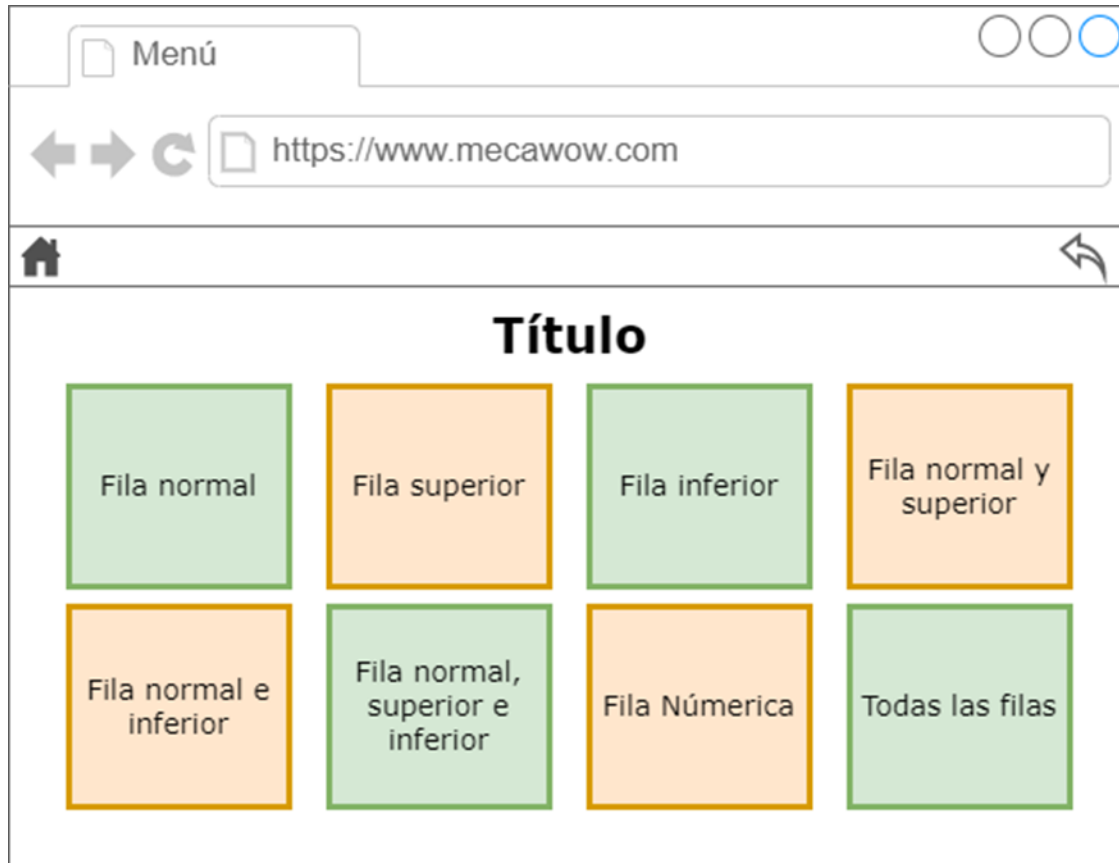 Menú
https://www.mecawow.com
Título
Fila normal
Fila superior
Fila inferior
Fila normal y
superior
Fila normal e
inferior
Fila normal,
superior e
inferior
Fila Númerica
Todas las filas